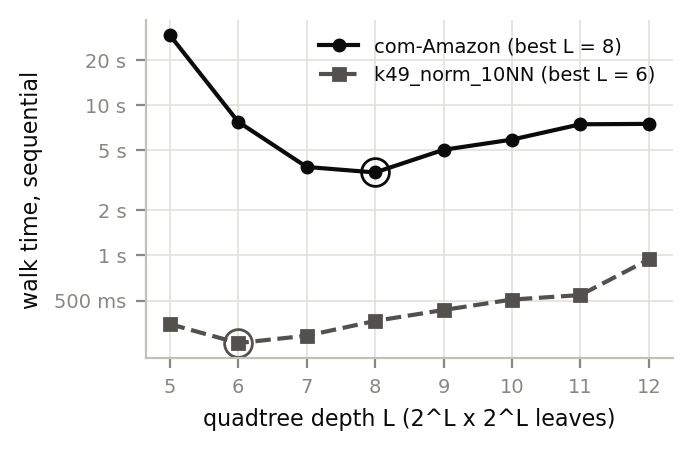 com-Amazon (best L = 8)
k49_norm_10NN (best L = 6)
walk time, sequential
20 s
10 s
5 s
2 s
1 s
500 ms
5 6 7 8 9 10 11 12
quadtree depth L (2^L x 2^L leaves)